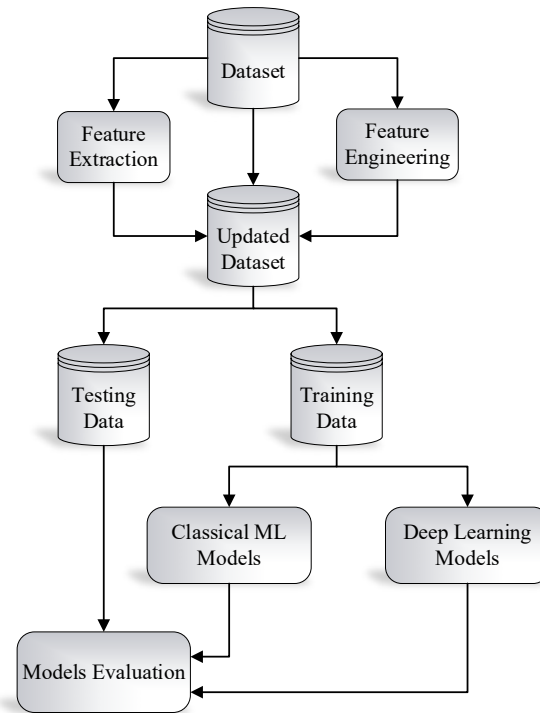 Dataset
Feature
Extraction
Feature
Engineering
Updated
Dataset
Testing
Data
Training
Data
Classical ML
Models
Deep Learning
Models
Models Evaluation